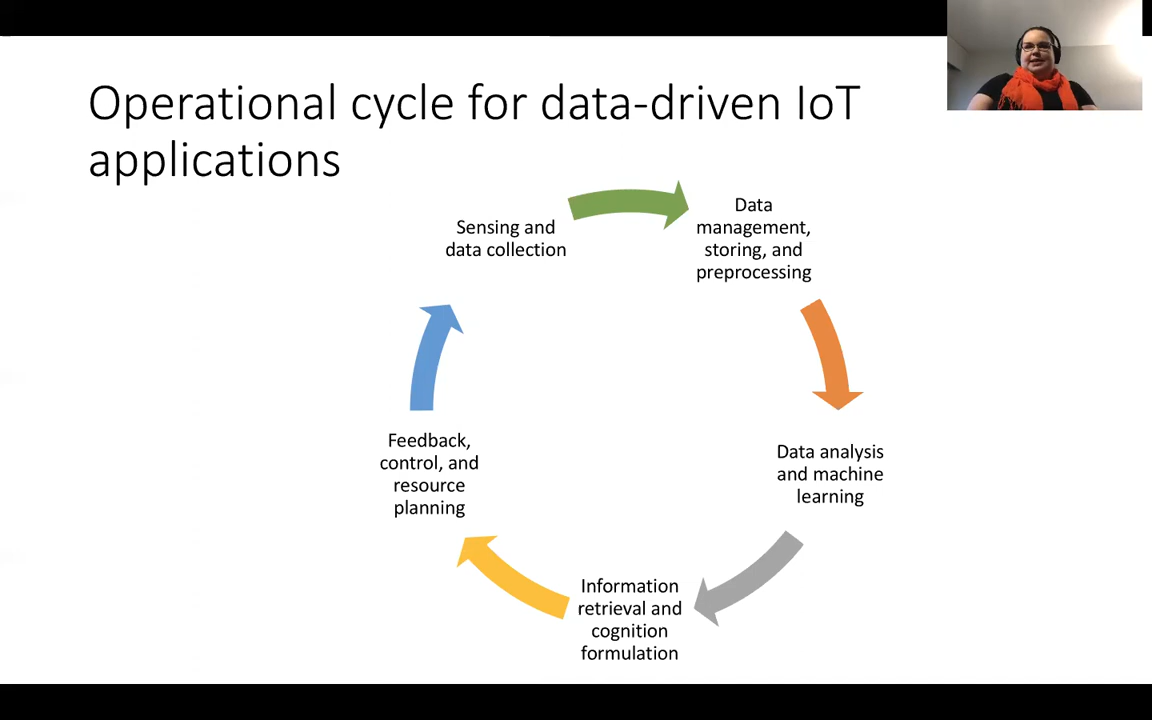 Operational cycle for data-driven IoT
applications
Sensing and
data collection
Data
management,
storing, and
preprocessing
Data analysis
and machine
learning
Information
retrieval and
cognition
formulation
Feedback,
control, and
resource
planning